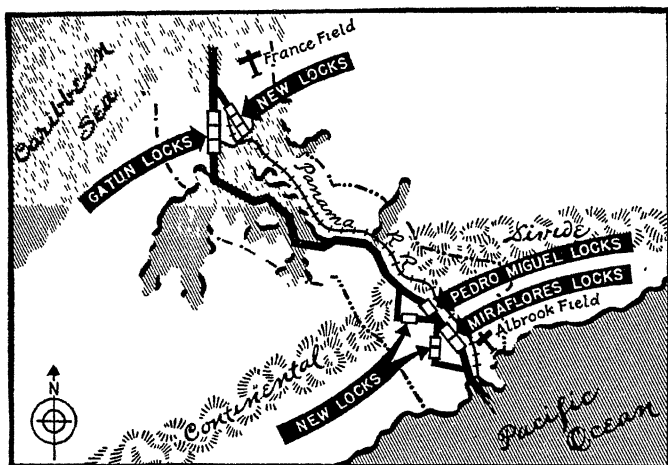 Caribbean
Sea
France Field
NEW LOCKS
GATUN LOCKS
Panama
R.R.
Divide
PEDRO MIGUEL LOCKS
MIRAFLORES LOCKS
Albrook Field
Continental
NEW LOCKS
N
Pacific
Ocean